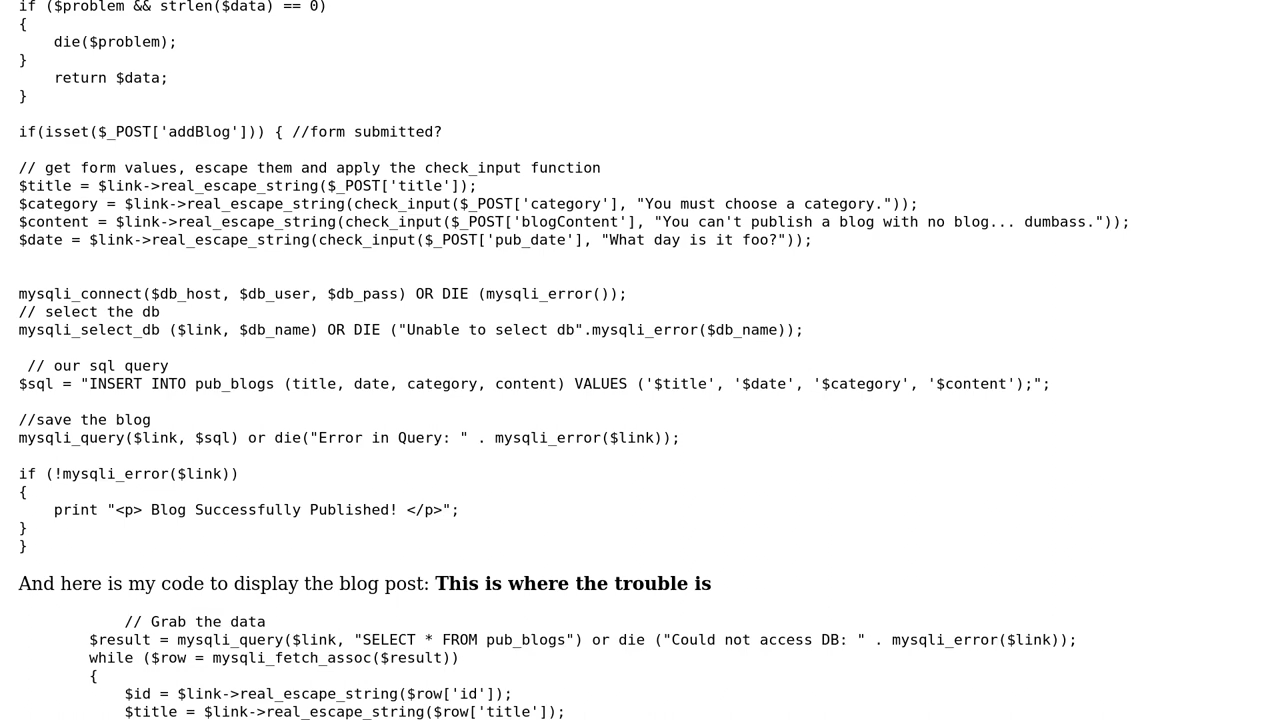 if ($problem && strlen($data) == 0)
{
    die($problem);
}
    return $data;
}

if(isset($_POST['addBlog'])) { //form submitted?

// get form values, escape them and apply the check_input function
$title = $link->real_escape_string($_POST['title']);
$category = $link->real_escape_string(check_input($_POST['category'], "You must choose a category."));
$content = $link->real_escape_string(check_input($_POST['blogContent'], "You can't publish a blog with no blog... dumbass."));
$date = $link->real_escape_string(check_input($_POST['pub_date'], "What day is it foo?"));

mysqli_connect($db_host, $db_user, $db_pass) OR DIE (mysqli_error());
// select the db
mysqli_select_db ($link, $db_name) OR DIE ("Unable to select db".mysqli_error($db_name));

 // our sql query
$sql = "INSERT INTO pub_blogs (title, date, category, content) VALUES ('$title', '$date', '$category', '$content');";

//save the blog
mysqli_query($link, $sql) or die("Error in Query: " . mysqli_error($link));

if (!mysqli_error($link))
{
    print "<p> Blog Successfully Published! </p>";
}
}

And here is my code to display the blog post: This is where the trouble is

            // Grab the data
        $result = mysqli_query($link, "SELECT * FROM pub_blogs") or die ("Could not access DB: " . mysqli_error($link));
        while ($row = mysqli_fetch_assoc($result))
        {
            $id = $link->real_escape_string($row['id']);
            $title = $link->real_escape_string($row['title']);